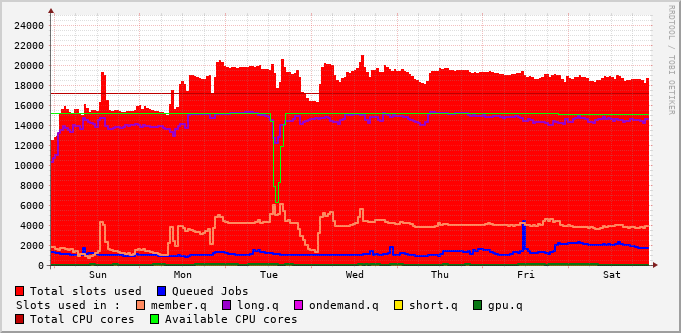 RRDTOOL / TOBI OETIKER
24000
22000
20000
18000
16000
14000
12000
10000
8000
6000
4000
2000
0
Sun Mon Tue Wed Thu Fri Sat
Total slots used Queued Jobs
Slots used in : member.q long.q ondemand.q short.q gpu.q
Total CPU cores Available CPU cores